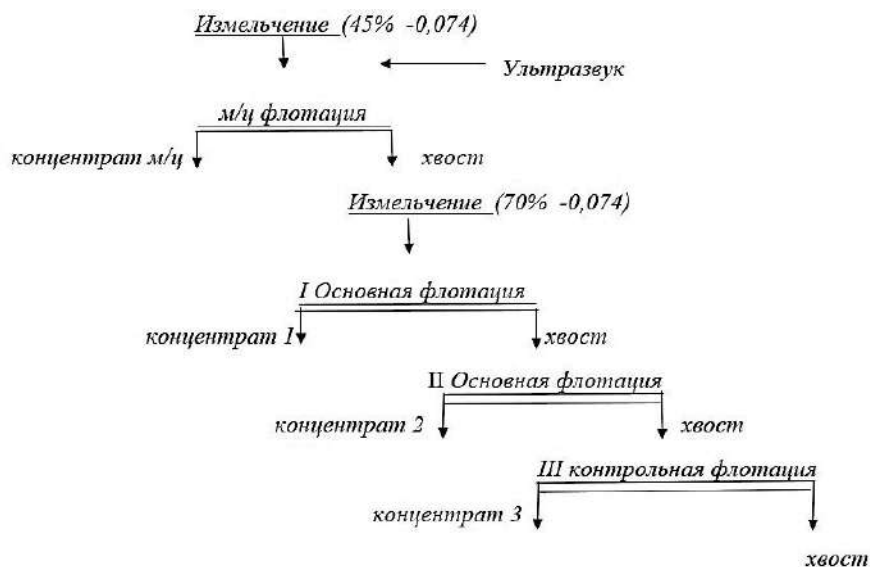 Измельчение (45% -0,074)
Ультразвук
м/ц флотация
концентрат м/ц хвост
Измельчение (70% -0,074)
I Основная флотация
концентрат 1 хвост
II Основная флотация
концентрат 2 хвост
III контрольная флотация
концентрат 3
хвост